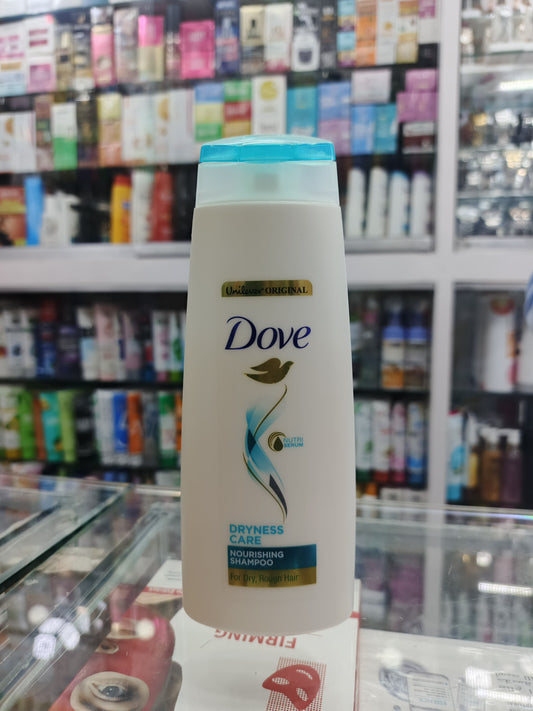 Unilever ORIGINAL
Dove
NUTRI
SERUM
DRYNESS
CARE
NOURISHING
SHAMPOO
For Dry, Rough Hair
FIRMING